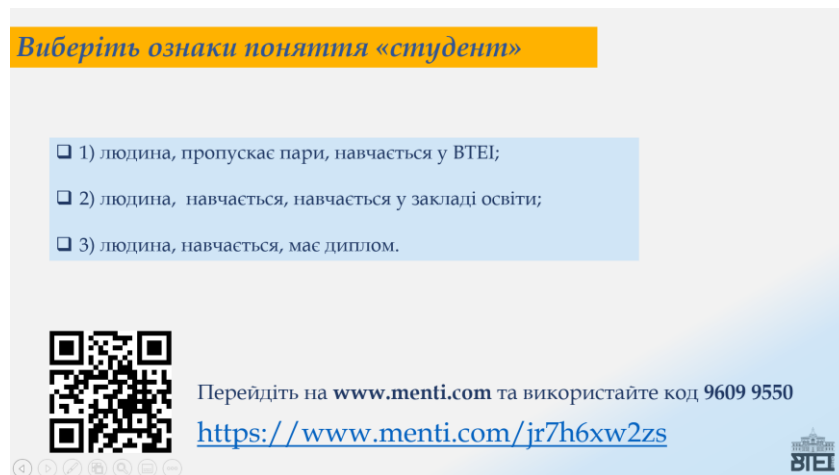 Виберіть ознаки поняття «студент»
❑ 1) людина, пропускає пари, навчається у ВТЕІ;
❑ 2) людина, навчається, навчається у закладі освіти;
❑ 3) людина, навчається, має диплом.
Перейдіть на www.menti.com та використайте код 9609 9550
https://www.menti.com/jr7h6xw2zs
ВТЕІ